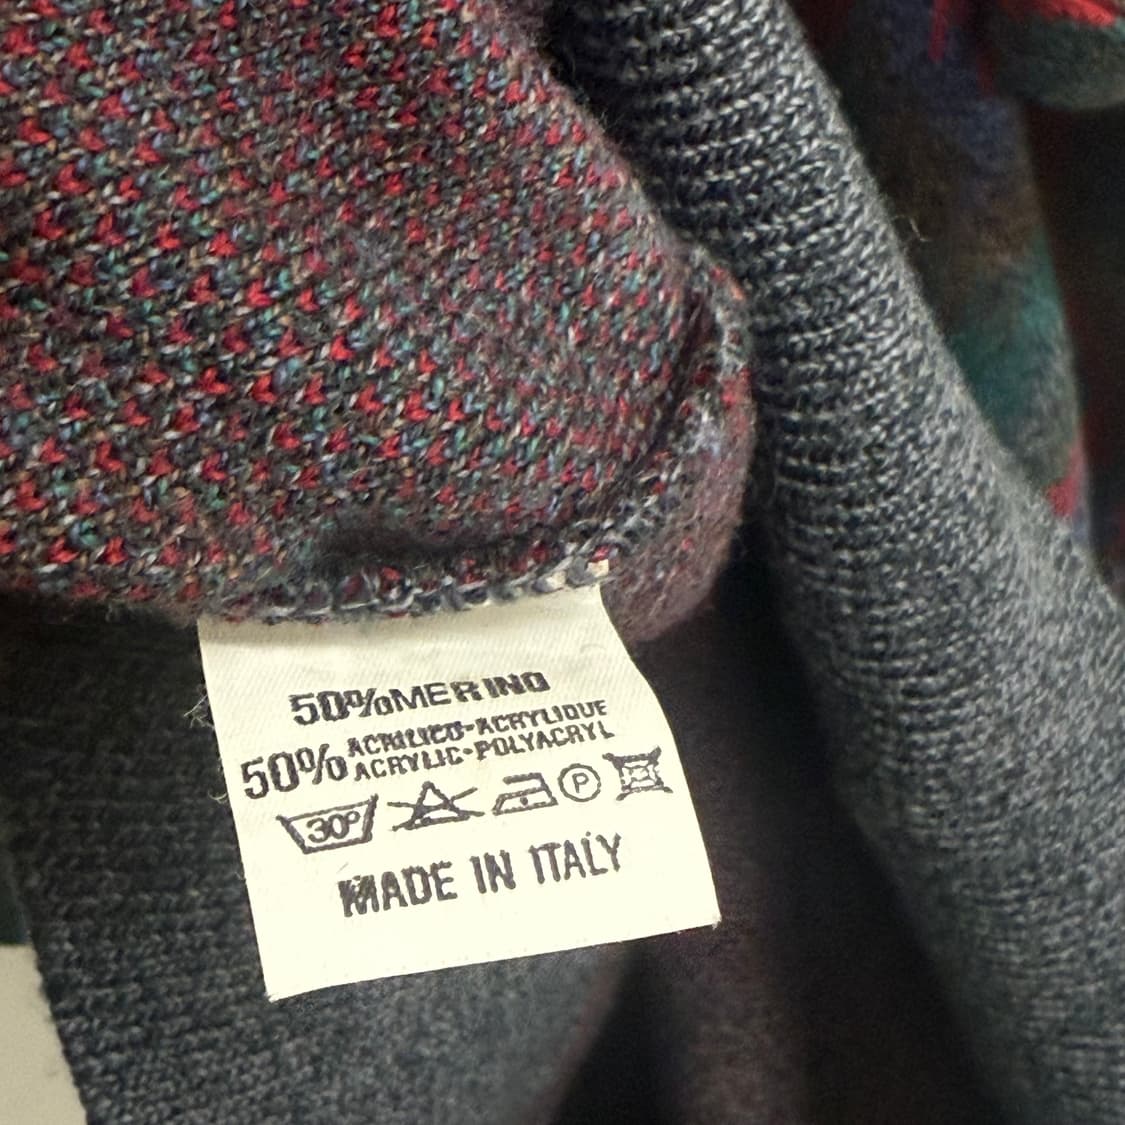 50%MERINO
50% ACRILICO-ACRYLIQUE
ACRYLIC-POLYACRYL
30° P
MADE IN ITALY